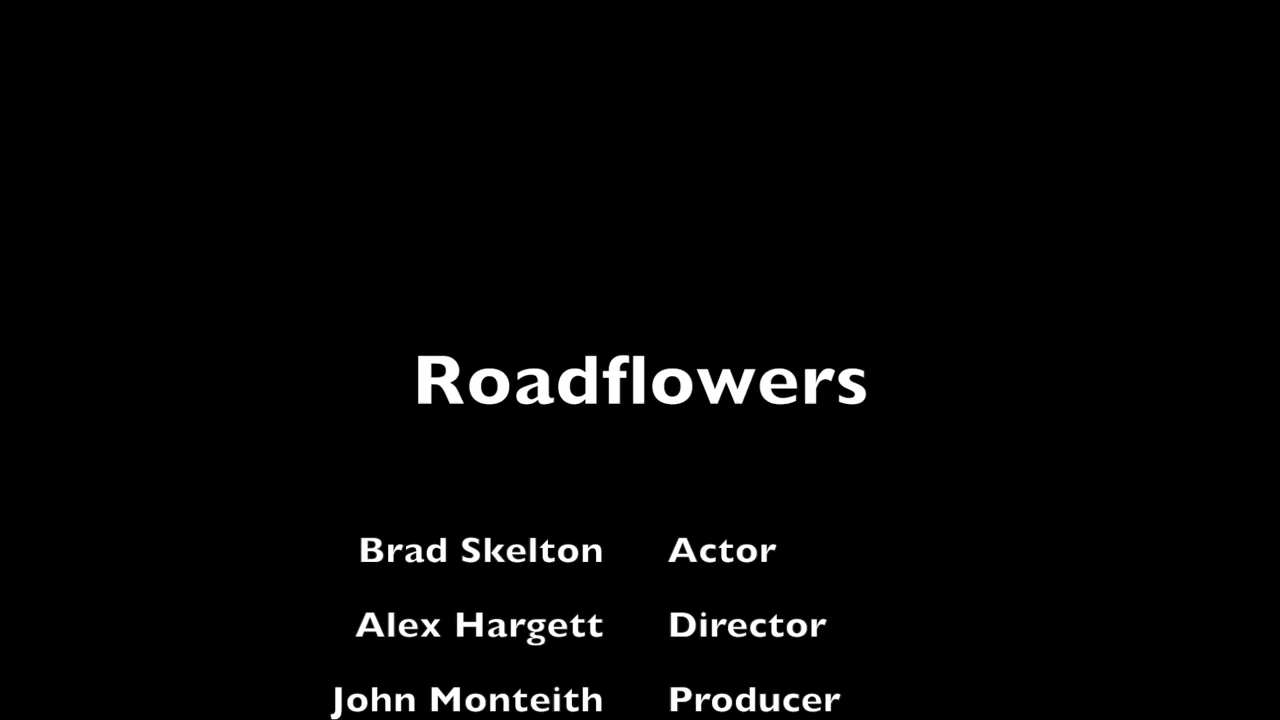 Roadflowers
Brad Skelton Actor
Alex Hargett Director
John Monteith Producer